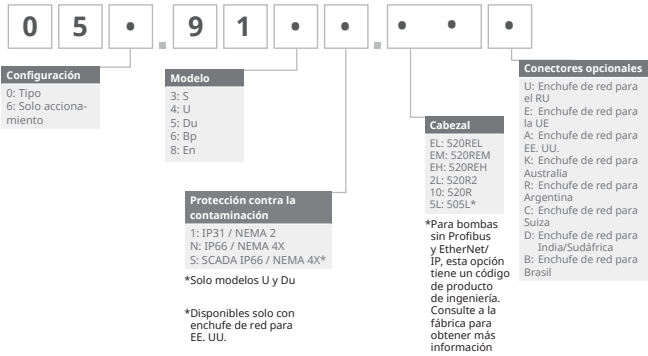 0 5 • . 9 1 • • . • • •
Configuración
0: Tipo
6: Solo acciona-
miento
Modelo
3: S
4: U
5: Du
6: Bp
8: En
Protección contra la
contaminación
1: IP31 / NEMA 2
N: IP66 / NEMA 4X
S: SCADA IP66 / NEMA 4X*
*Solo modelos U y Du
*Disponibles solo con
enchufe de red para
EE. UU.
Cabezal
EL: 520REL
EM: 520REM
EH: 520REH
2L: 520R2
10: 520R
5L: 505L*
*Para bombas
sin Profibus
y EtherNet/
IP, esta opción
tiene un código
de producto
de ingeniería.
Consulte a la
fábrica para
obtener más
información
Conectores opcionales
U: Enchufe de red para
el RU
E: Enchufe de red para
la UE
A: Enchufe de red para
EE. UU.
K: Enchufe de red para
Australia
R: Enchufe de red para
Argentina
C: Enchufe de red para
Suiza
D: Enchufe de red para
India/Sudáfrica
B: Enchufe de red para
Brasil